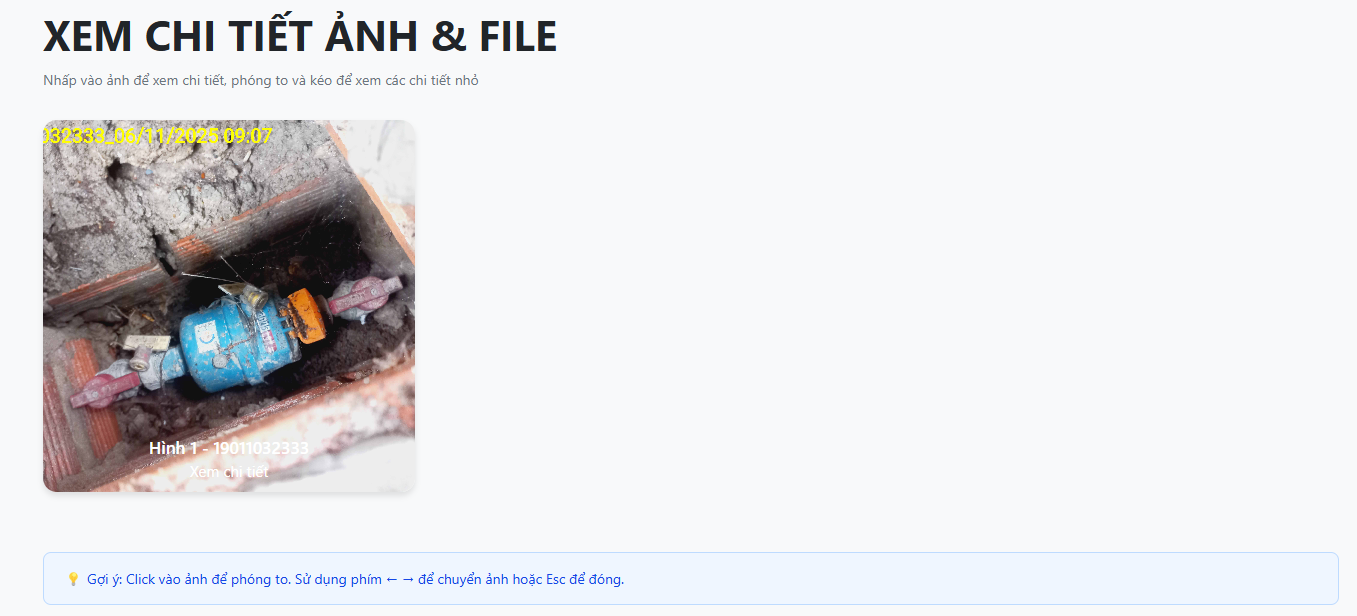 XEM CHI TIẾT ẢNH & FILE
Nhấp vào ảnh để xem chi tiết, phóng to và kéo để xem các chi tiết nhỏ
032333_06/11/2025 09:07
Hình 1 - 19011032333
Xem chi tiết
💡 Gợi ý: Click vào ảnh để phóng to. Sử dụng phím ← → để chuyển ảnh hoặc Esc để đóng.